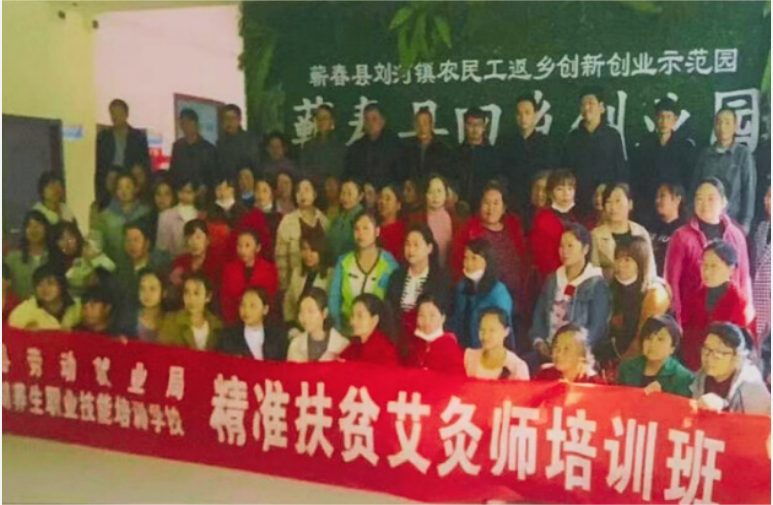 蕲春县刘河镇农民工返乡创新创业示范园
蕲春县回乡创业园
县劳动就业局
养生职业技能培训学校
精准扶贫艾灸师培训班